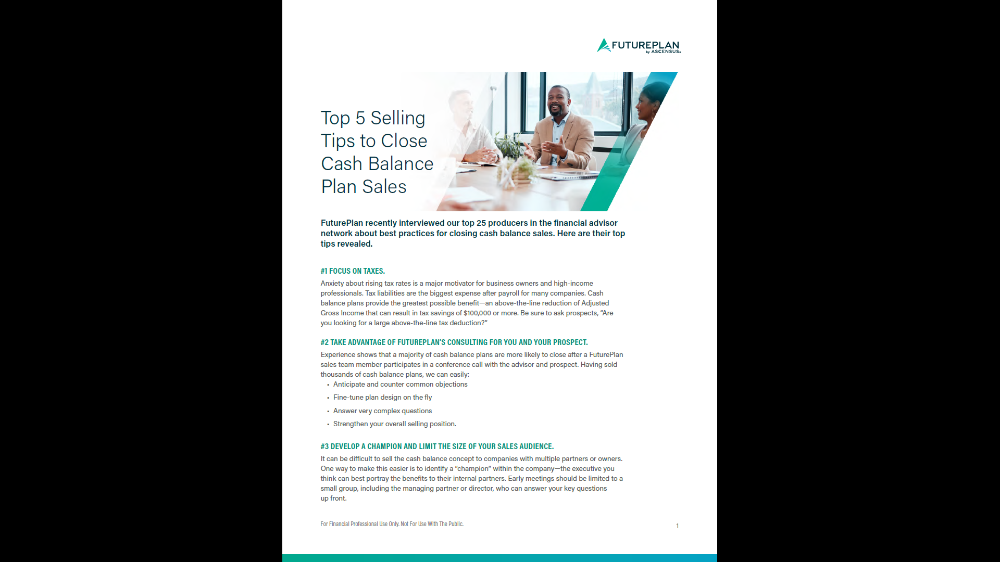 FUTUREPLAN
by ASCENSUS®
Top 5 Selling
Tips to Close
Cash Balance
Plan Sales
FuturePlan recently interviewed our top 25 producers in the financial advisor
network about best practices for closing cash balance sales. Here are their top
tips revealed.
#1 FOCUS ON TAXES.
Anxiety about rising tax rates is a major motivator for business owners and high-income
professionals. Tax liabilities are the biggest expense after payroll for many companies. Cash
balance plans provide the greatest possible benefit—an above-the-line reduction of Adjusted
Gross Income that can result in tax savings of $100,000 or more. Be sure to ask prospects, “Are
you looking for a large above-the-line tax deduction?”
#2 TAKE ADVANTAGE OF FUTUREPLAN’S CONSULTING FOR YOU AND YOUR PROSPECT.
Experience shows that a majority of cash balance plans are more likely to close after a FuturePlan
sales team member participates in a conference call with the advisor and prospect. Having sold
thousands of cash balance plans, we can easily:
▪ Anticipate and counter common objections
▪ Fine-tune plan design on the fly
▪ Answer very complex questions
▪ Strengthen your overall selling position.
#3 DEVELOP A CHAMPION AND LIMIT THE SIZE OF YOUR SALES AUDIENCE.
It can be difficult to sell the cash balance concept to companies with multiple partners or owners.
One way to make this easier is to identify a “champion” within the company—the executive you
think can best portray the benefits to their internal partners. Early meetings should be limited to a
small group, including the managing partner or director, who can answer your key questions
up front.
For Financial Professional Use Only. Not For Use With The Public.
1